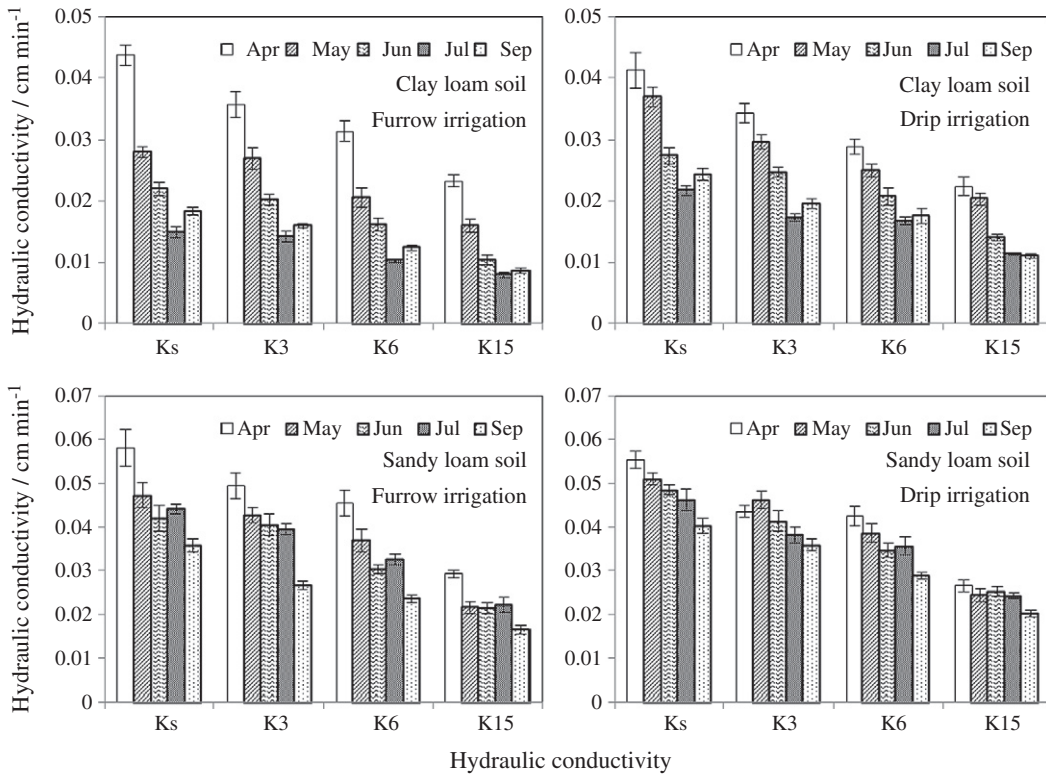 Hydraulic conductivity / cm min-1
0.05
0.04
0.03
0.02
0.01
0
Apr May Jun Jul Sep
Clay loam soil
Furrow irrigation
Ks K3 K6 K15
0.05
0.04
0.03
0.02
0.01
0
Apr May Jun Jul Sep
Clay loam soil
Drip irrigation
Ks K3 K6 K15
Hydraulic conductivity / cm min-1
0.07
0.06
0.05
0.04
0.03
0.02
0.01
0
Apr May Jun Jul Sep
Sandy loam soil
Furrow irrigation
Ks K3 K6 K15
0.07
0.06
0.05
0.04
0.03
0.02
0.01
0
Apr May Jun Jul Sep
Sandy loam soil
Drip irrigation
Ks K3 K6 K15
Hydraulic conductivity